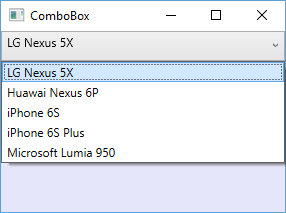 ComboBox
LG Nexus 5X
LG Nexus 5X
Huawai Nexus 6P
iPhone 6S
iPhone 6S Plus
Microsoft Lumia 950